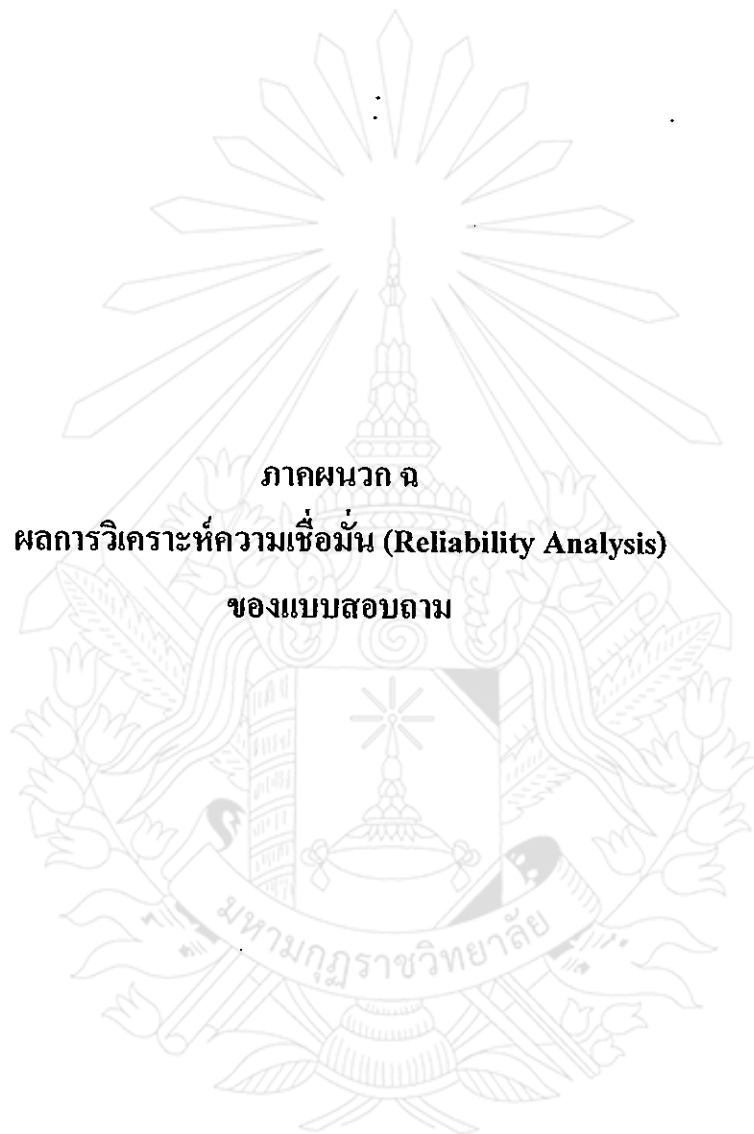 ภาคผนวก ฉ
ผลการวิเคราะห์ความเชื่อมั่น (Reliability Analysis)
ของแบบสอบถาม
มหามกุฏราชวิทยาลัย